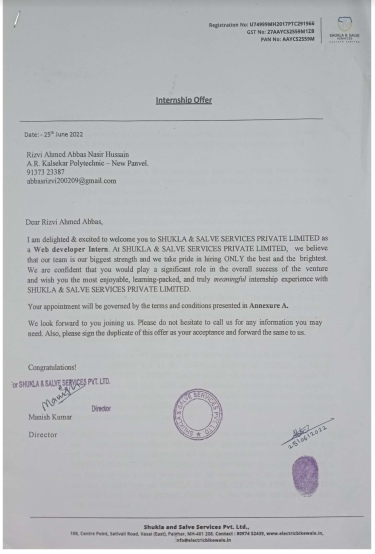 Registration No: U74999MN2017PTC291966
GST No: 27AAYCS2559M1ZB
PAN No: AAYCS2559M
SHUKLA & SALVE
SERVICES
Internship Offer
Date:- 25th June 2022
Rizvi Ahmed Abbas Nasir Hussain
A.R. Kalsekar Polytechnic – New Panvel.
91373 23387
abbasrizvi200209@gmail.com
Dear Rizvi Ahmed Abbas,
I am delighted & excited to welcome you to SHUKLA & SALVE SERVICES PRIVATE LIMITED as
a Web developer Intern. At SHUKLA & SALVE SERVICES PRIVATE LIMITED, we believe
that our team is our biggest strength and we take pride in hiring ONLY the best and the brightest.
We are confident that you would play a significant role in the overall success of the venture
and wish you the most enjoyable, learning-packed, and truly meaningful internship experience with
SHUKLA & SALVE SERVICES PRIVATE LIMITED.
Your appointment will be governed by the terms and conditions presented in Annexure A.
We look forward to you joining us. Please do not hesitate to call us for any information you may
need. Also, please sign the duplicate of this offer as your acceptance and forward the same to us.
Congratulations!
or SHUKLA & SALVE SERVICES PVT. LTD.
Manish
Director
Manish Kumar
Director
SHUKLA & SALVE SERVICES PVT. LTD.
25/06/2022
Shukla and Salve Services Pvt. Ltd.,
Centre Point, Vasai (East), Palghar, MH-401 208. Contact : 80974 02459, www.electricbikewale.in,
info@electricbikewale.in